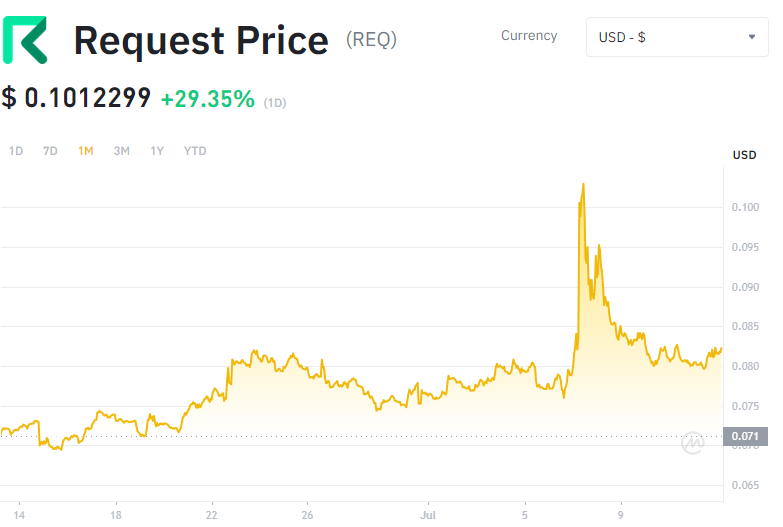 Request Price (REQ)
Currency
USD - $
$ 0.1012299 +29.35% (1D)
1D 7D 1M 3M 1Y YTD
USD
0.100
0.095
0.090
0.085
0.080
0.075
0.071
0.070
0.065
14 18 22 26 Jul 5 9